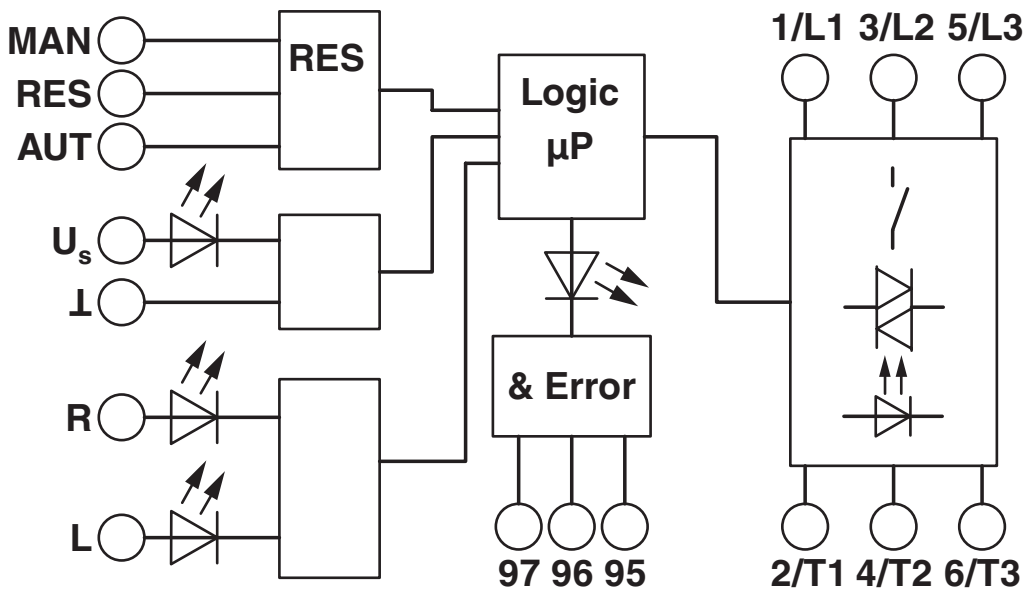 MAN
RES
AUT
RES
Us
⊥
R
L
Logic
µP
& Error
97 96 95
1/L1 3/L2 5/L3
2/T1 4/T2 6/T3